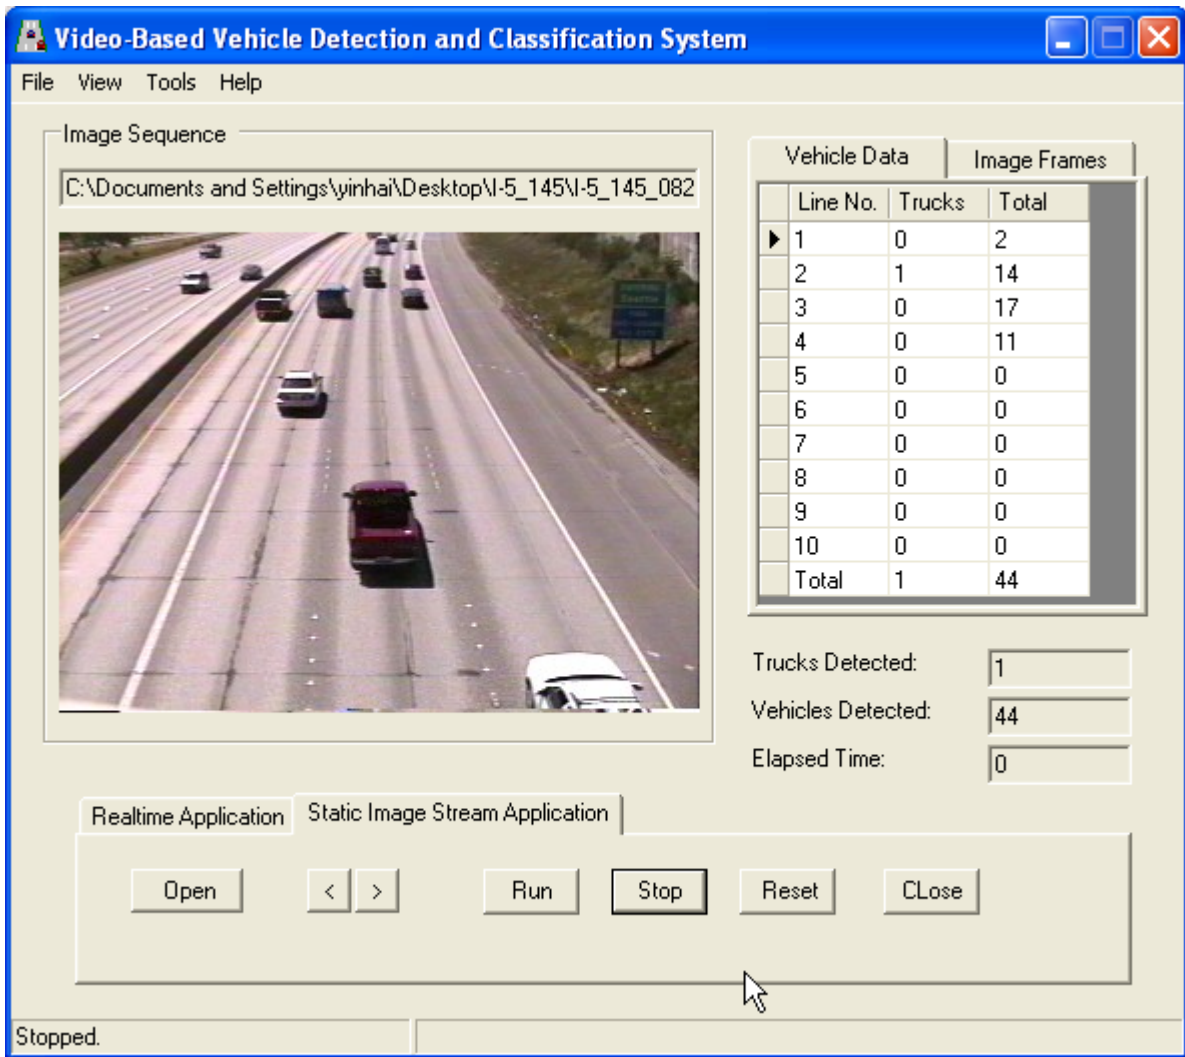 Video-Based Vehicle Detection and Classification System
File View Tools Help
Image Sequence
C:\Documents and Settings\yinhai\Desktop\I-5_145\I-5_145_082
Vehicle Data
Image Frames
Line No. Trucks Total
1 0 2
2 1 14
3 0 17
4 0 11
5 0 0
6 0 0
7 0 0
8 0 0
9 0 0
10 0 0
Total 1 44
Trucks Detected: 1
Vehicles Detected: 44
Elapsed Time: 0
Realtime Application
Static Image Stream Application
Open < > Run Stop Reset CLose
Stopped.